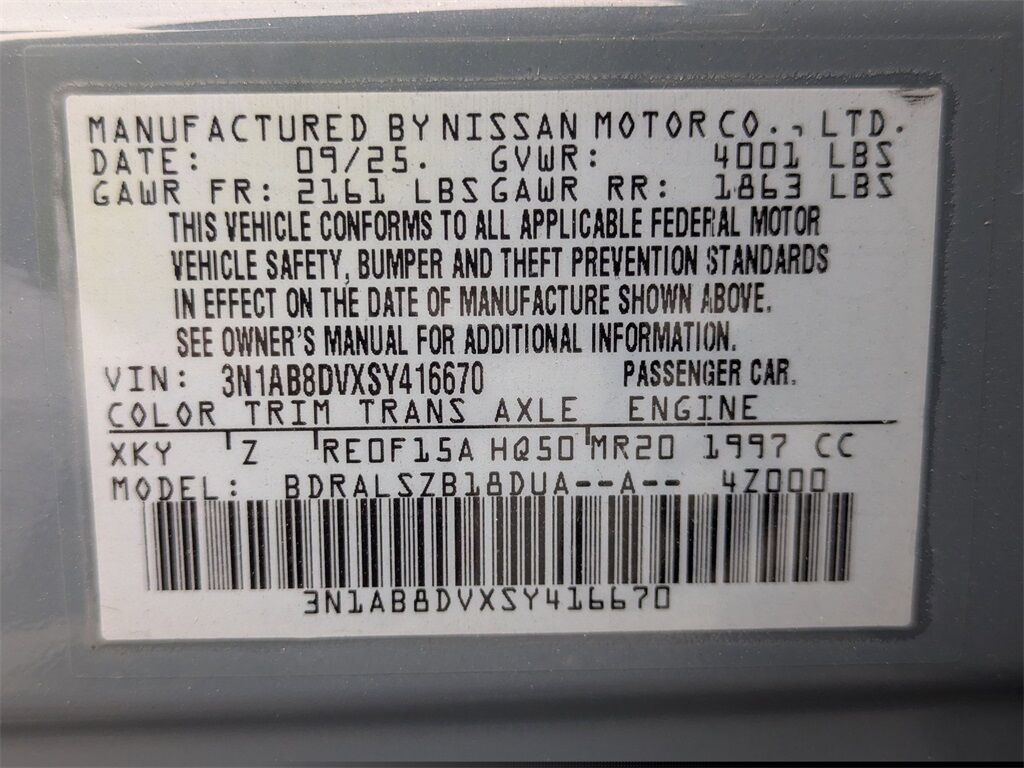 MANUFACTURED BY NISSAN MOTOR CO., LTD.
DATE: 09/25. GVWR: 4001 LBS
GAWR FR: 2161 LBS GAWR RR: 1863 LBS
THIS VEHICLE CONFORMS TO ALL APPLICABLE FEDERAL MOTOR
VEHICLE SAFETY, BUMPER AND THEFT PREVENTION STANDARDS
IN EFFECT ON THE DATE OF MANUFACTURE SHOWN ABOVE.
SEE OWNER'S MANUAL FOR ADDITIONAL INFORMATION.
VIN: 3N1AB8DVXSY416670 PASSENGER CAR.
COLOR TRIM TRANS AXLE ENGINE
XKY Z RE0F15A HQ50 MR20 1997 CC
MODEL: BDRALSZB18DUA--A-- 4Z000
3N1AB8DVXSY416670